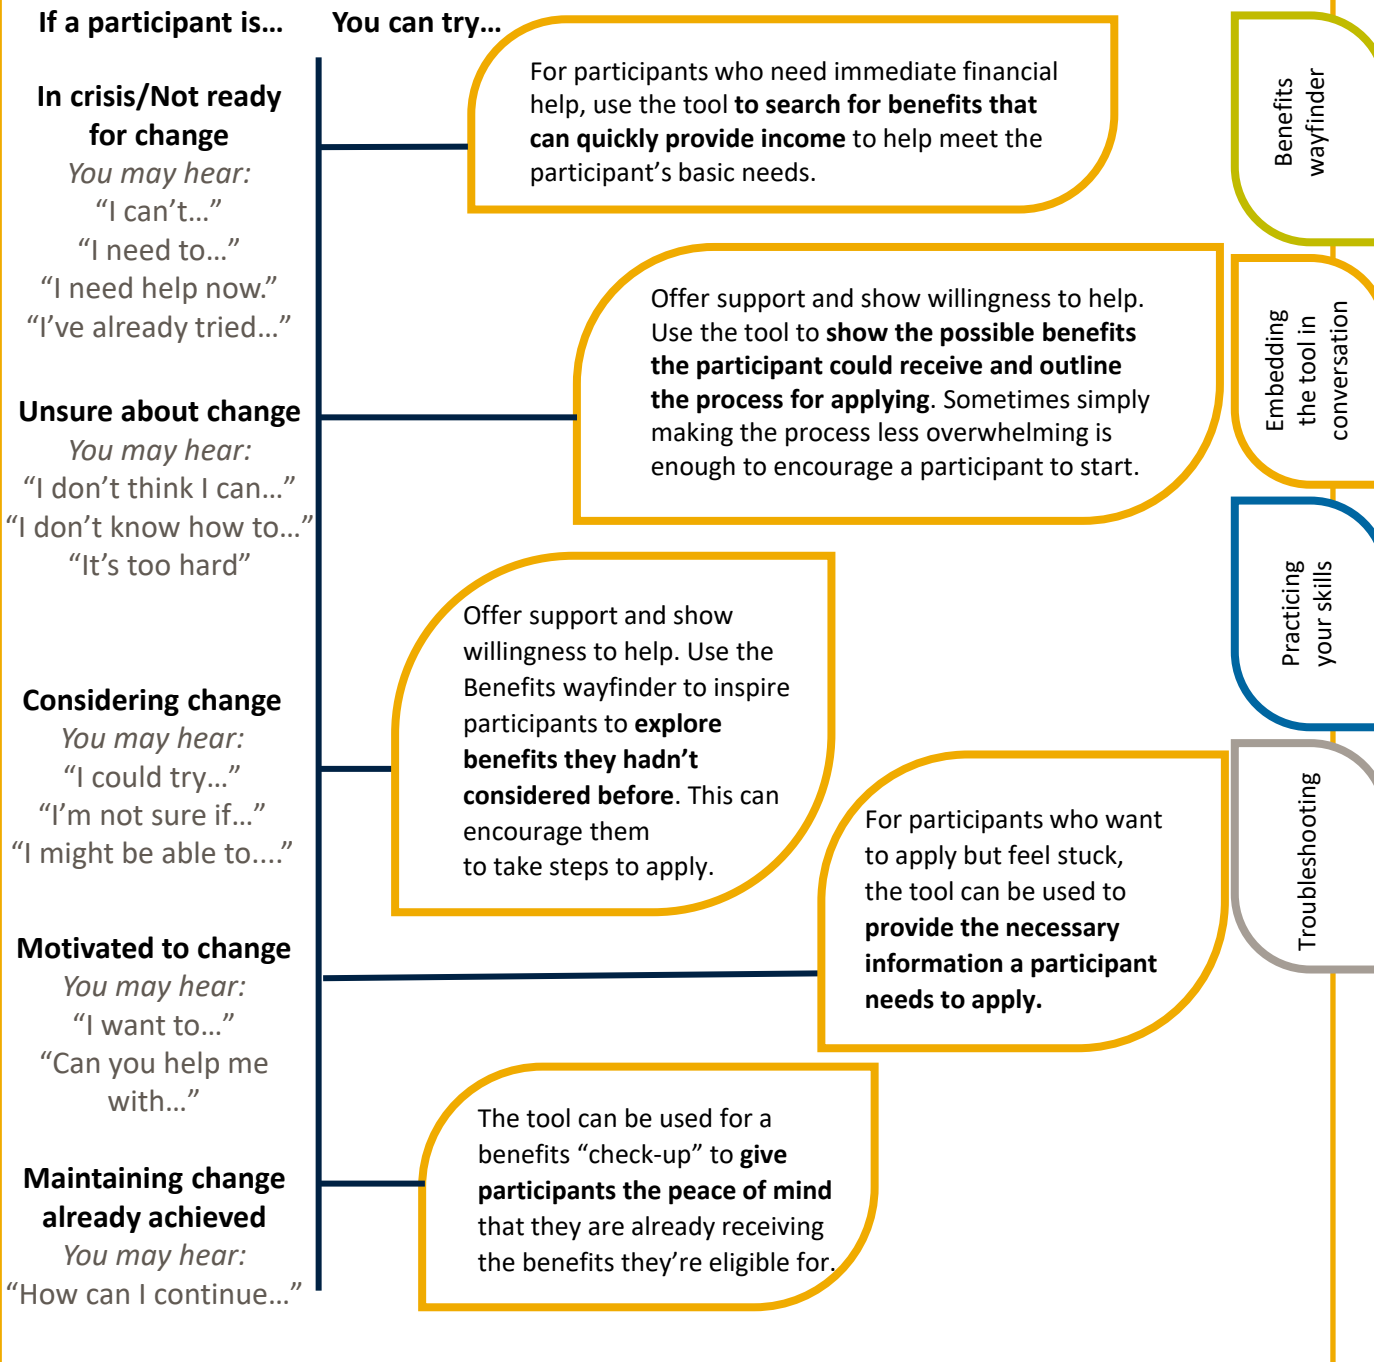 If a participant is…
You can try…
In crisis/Not ready
for change
You may hear:
“I can’t…”
“I need to…”
“I need help now.”
“I’ve already tried…”
For participants who need immediate financial
help, use the tool to search for benefits that
can quickly provide income to help meet the
participant’s basic needs.
Unsure about change
You may hear:
“I don’t think I can…”
“I don’t know how to…”
“It’s too hard”
Offer support and show willingness to help.
Use the tool to show the possible benefits
the participant could receive and outline
the process for applying. Sometimes simply
making the process less overwhelming is
enough to encourage a participant to start.
Considering change
You may hear:
“I could try…”
“I’m not sure if…”
“I might be able to....”
Offer support and show
willingness to help. Use the
Benefits wayfinder to inspire
participants to explore
benefits they hadn’t
considered before. This can
encourage them
to take steps to apply.
Motivated to change
You may hear:
“I want to…”
“Can you help me
with…”
For participants who want
to apply but feel stuck,
the tool can be used to
provide the necessary
information a participant
needs to apply.
Maintaining change
already achieved
You may hear:
“How can I continue…”
The tool can be used for a
benefits “check-up” to give
participants the peace of mind
that they are already receiving
the benefits they’re eligible for.
Benefits
wayfinder
Embedding
the tool in
conversation
Practicing
your skills
Troubleshooting